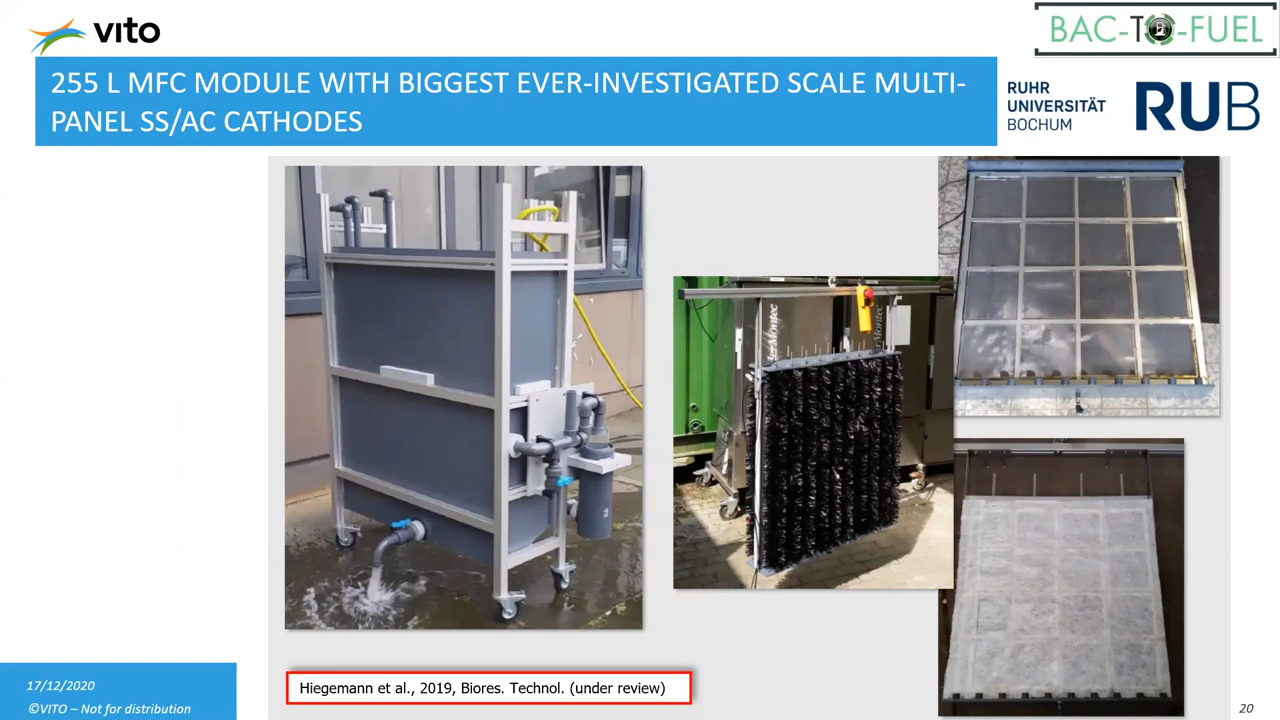 vito
BAC-TO-FUEL
255 L MFC MODULE WITH BIGGEST EVER-INVESTIGATED SCALE MULTI-
PANEL SS/AC CATHODES
RUHR
UNIVERSITÄT
BOCHUM
RUB
Hiegemann et al., 2019, Biores. Technol. (under review)
17/12/2020
©VITO – Not for distribution
20